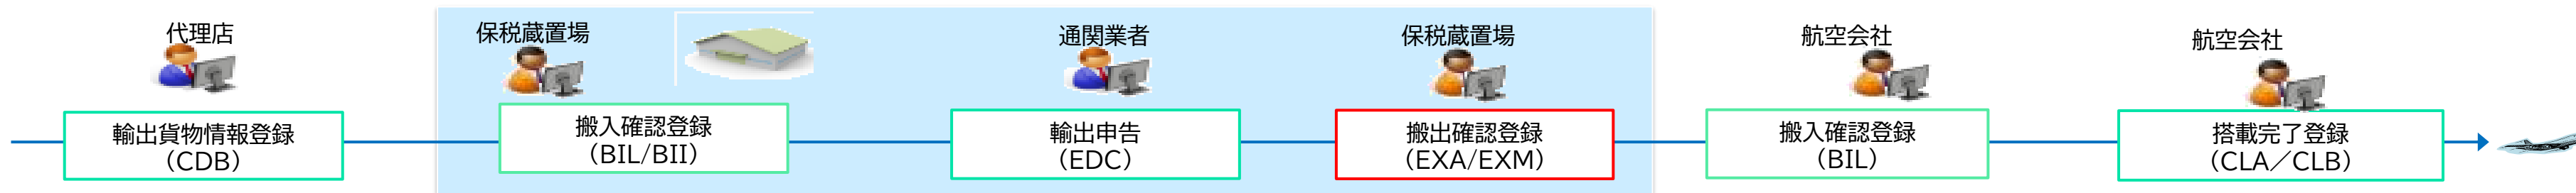 代理店
輸出貨物情報登録
（CDB）
保税蔵置場
搬入確認登録
（BIL/BII）
通関業者
輸出申告
（EDC）
保税蔵置場
搬出確認登録
（EXA/EXM）
航空会社
搬入確認登録
（BIL）
航空会社
搭載完了登録
（CLA／CLB）